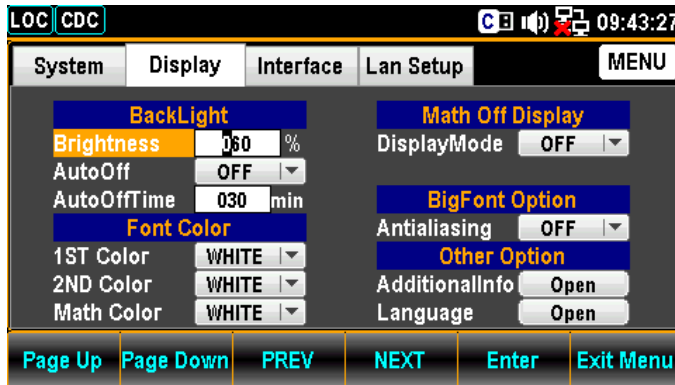 LOC CDC C 09:43:27
System Display Interface Lan Setup MENU
BackLight
Brightness 060 %
AutoOff OFF
AutoOffTime 030 min
Font Color
1ST Color WHITE
2ND Color WHITE
Math Color WHITE
Math Off Display
DisplayMode OFF
BigFont Option
Antialiasing OFF
Other Option
AdditionalInfo Open
Language Open
Page Up Page Down PREV NEXT Enter Exit Menu